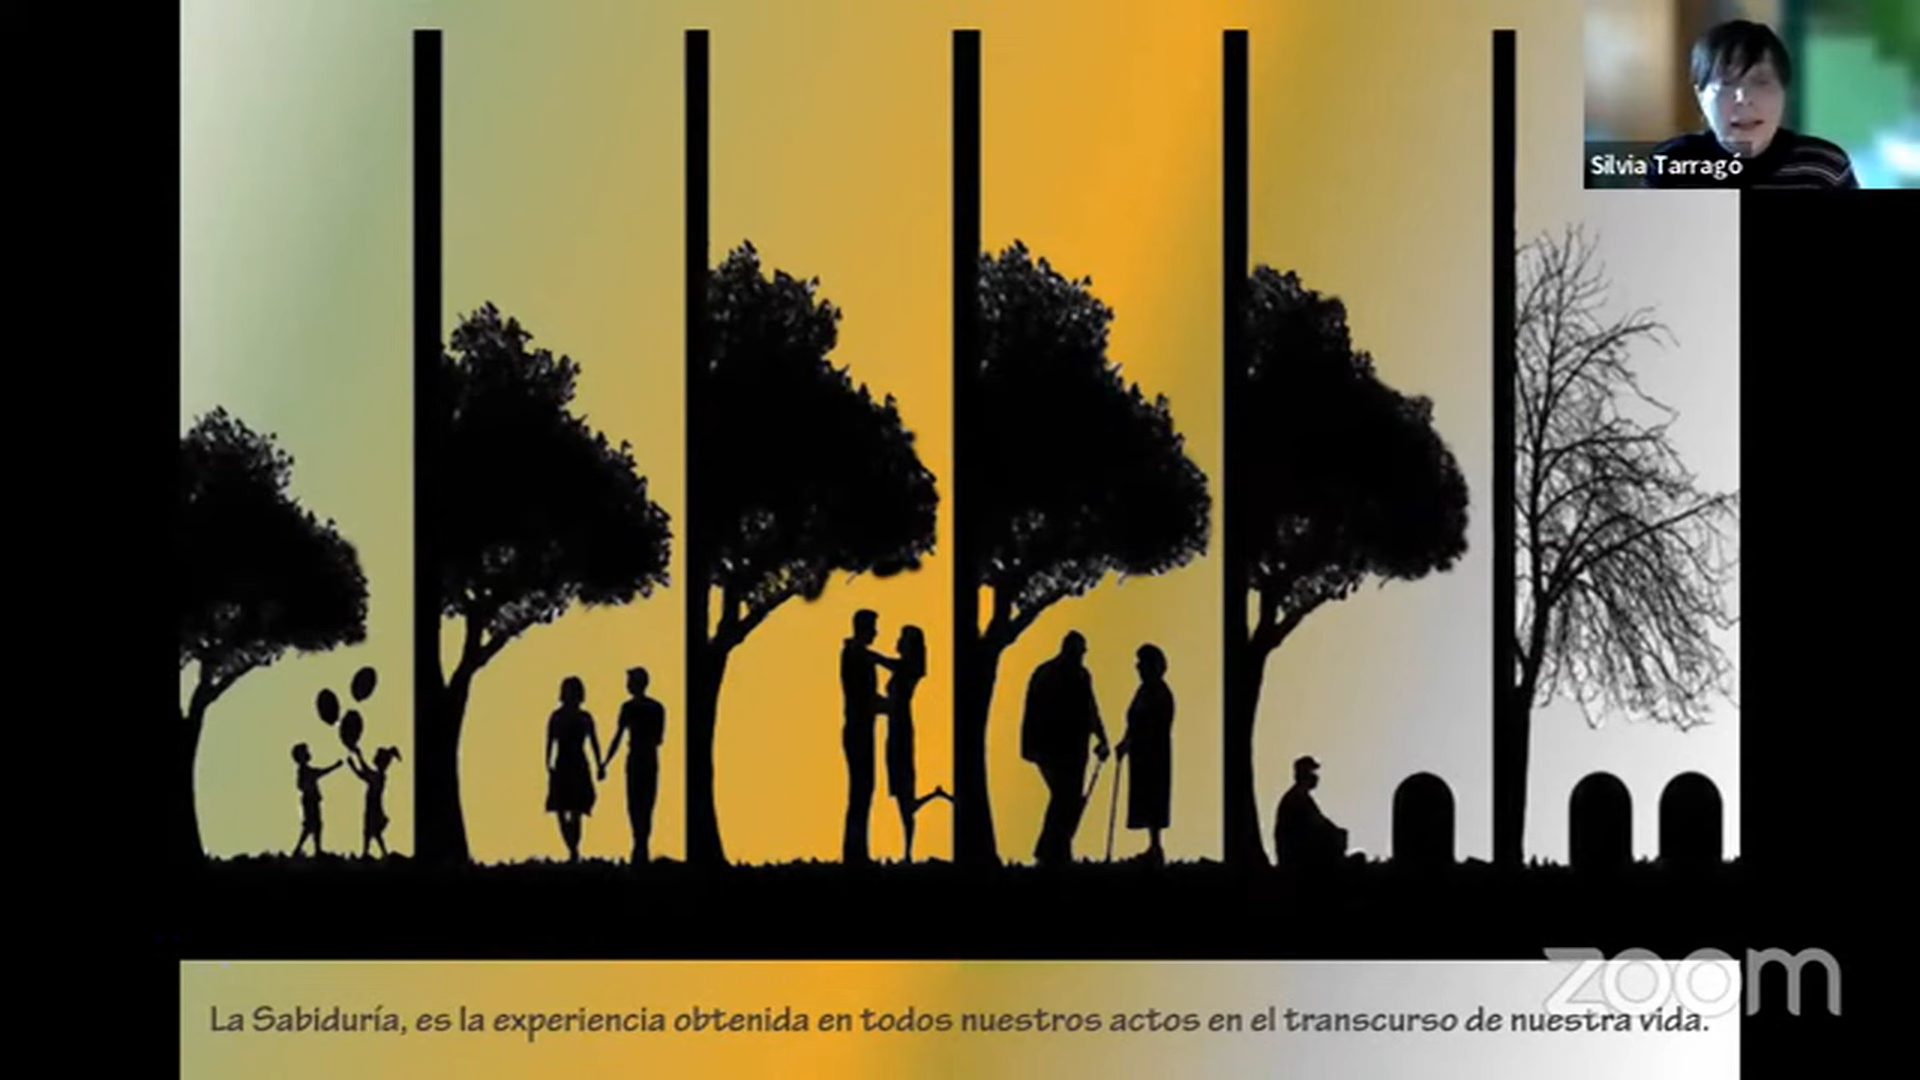 Silvia Tarragó
zoom
La Sabiduría, es la experiencia obtenida en todos nuestros actos en el transcurso de nuestra vida.